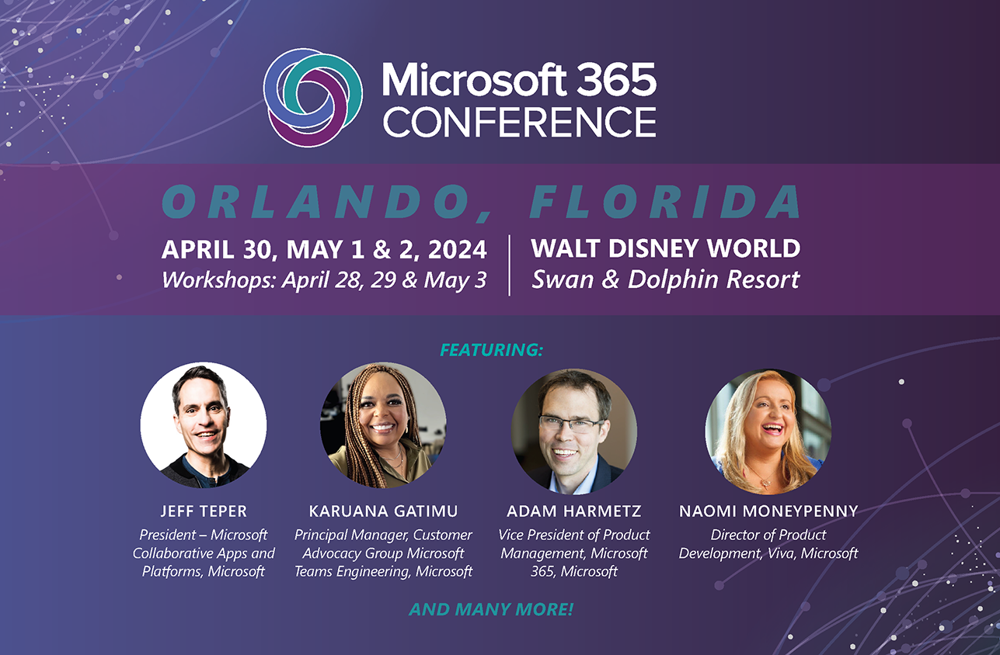 Microsoft 365
CONFERENCE
ORLANDO, FLORIDA
APRIL 30, MAY 1 & 2, 2024
Workshops: April 28, 29 & May 3
WALT DISNEY WORLD
Swan & Dolphin Resort
FEATURING:
JEFF TEPER
President – Microsoft
Collaborative Apps and
Platforms, Microsoft
KARUANA GATIMU
Principal Manager, Customer
Advocacy Group Microsoft
Teams Engineering, Microsoft
ADAM HARMETZ
Vice President of Product
Management, Microsoft
365, Microsoft
NAOMI MONEYPENNY
Director of Product
Development, Viva, Microsoft
AND MANY MORE!